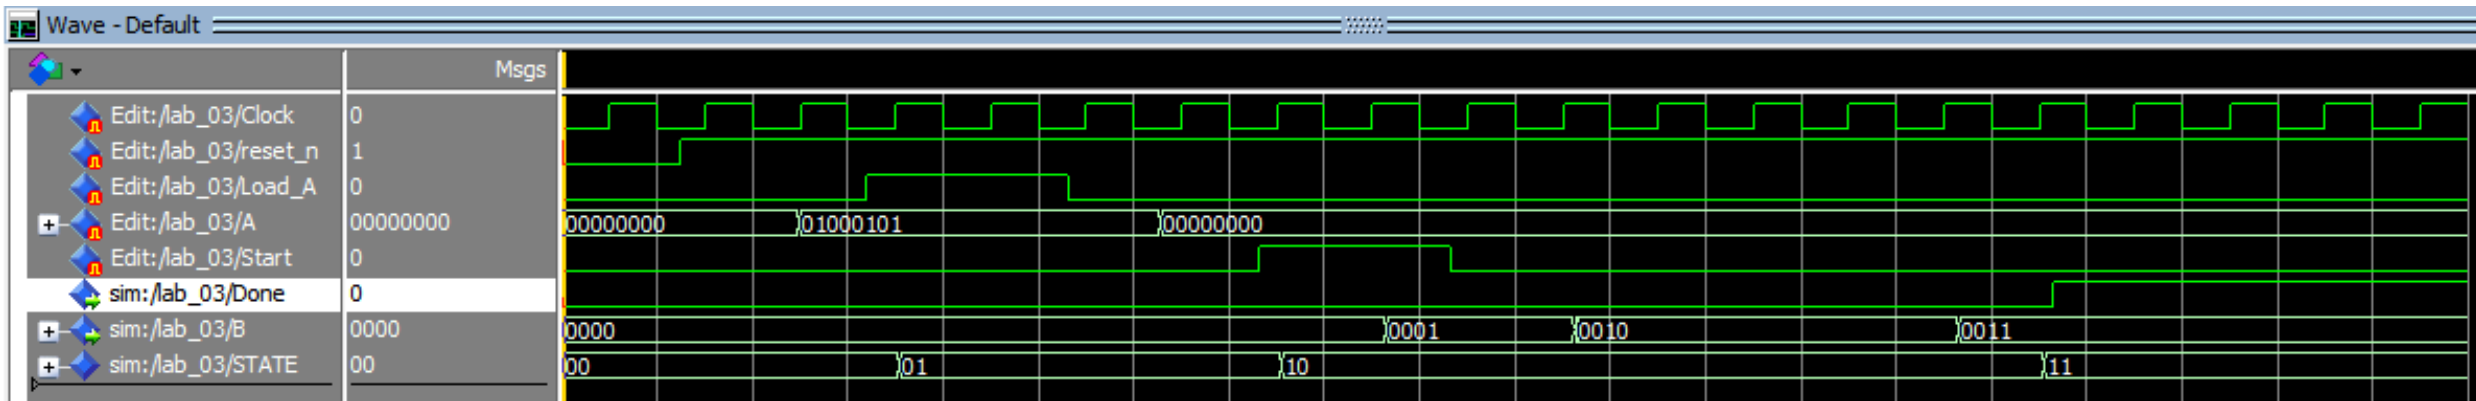 Wave - Default
Msgs
Edit:/lab_03/Clock 0
Edit:/lab_03/reset_n 1
Edit:/lab_03/Load_A 0
Edit:/lab_03/A 00000000 00000000 01000101 00000000
Edit:/lab_03/Start 0
sim:/lab_03/Done 0
sim:/lab_03/B 0000 0000 0001 0010 0011
sim:/lab_03/STATE 00 00 01 10 11